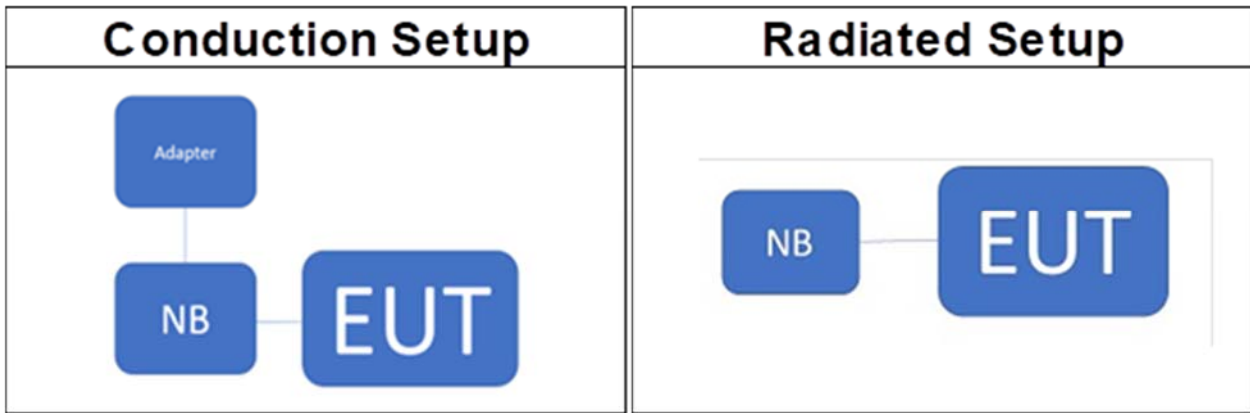 Conduction Setup
Adapter
NB
EUT
Radiated Setup
NB
EUT